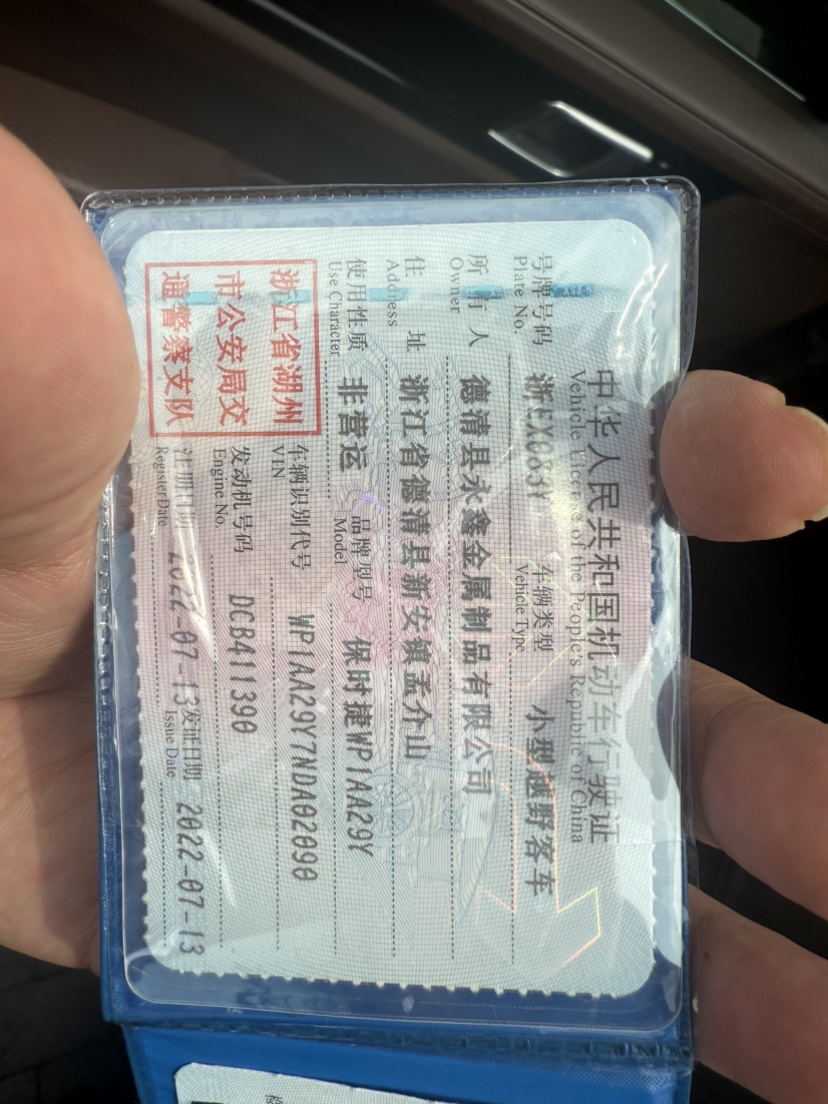 中华人民共和国机动车行驶证
Vehicle License of the People's Republic of China
号牌号码 车辆类型 小型越野客车
Plate No. Vehicle Type
所有人 德清县永鑫金属制品有限公司
Owner
住址 浙江省德清县新安镇孟介山
Address
使用性质 非营运 品牌型号 保时捷WP1AA29Y
Use Character Model
浙江省湖州
市公安局交
通警察支队
车辆识别代号 WP1AA29Y7NDA02090
VIN
发动机号码 DCB411390
Engine No.
注册日期 2022-07-13 发证日期 2022-07-13
Register Date Issue Date